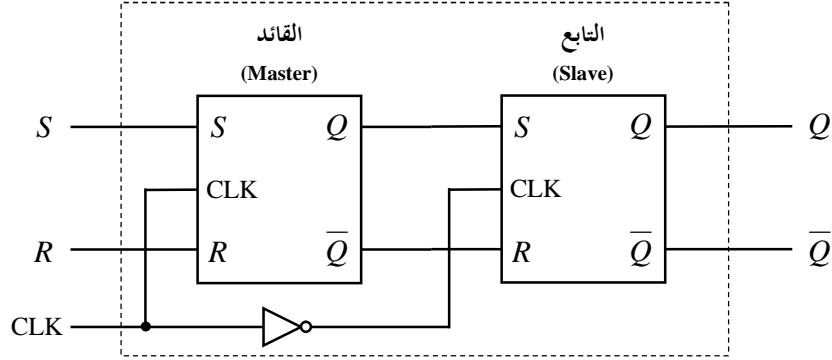 القائد
(Master)
التابع
(Slave)
S S Q S Q Q
CLK CLK
R R Q̅ R Q̅ Q̅
CLK